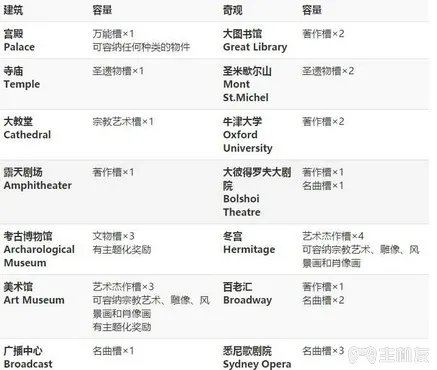 建筑 容量 奇观 容量
宫殿 万能槽×1 大图书馆 著作槽×2
Palace 可容纳任何种类的物件 Great Library
寺庙 圣遗物槽×1 圣米歇尔山 圣遗物槽×2
Temple Mont
St.Michel
大教堂 宗教艺术槽×1 牛津大学 著作槽×2
Cathedral Oxford
University
露天剧场 著作槽×1 大彼得罗夫大剧 著作槽×1
Amphitheater 院 名曲槽×1
Bolshoi
Theatre
考古博物馆 文物槽×3 冬宫 艺术杰作槽×4
Archarological 有主题化奖励 Hermitage 可容纳宗教艺术、雕像、风
Museum 景画和肖像画
美术馆 艺术杰作槽×3 百老汇 著作槽×1
Art Museum 可容纳宗教艺术、雕像、风 Broadway 名曲槽×2
景画和肖像画
有主题化奖励
广播中心 名曲槽×1 悉尼歌剧院 名曲槽×3
Broadcast Sydney Opera
主机度